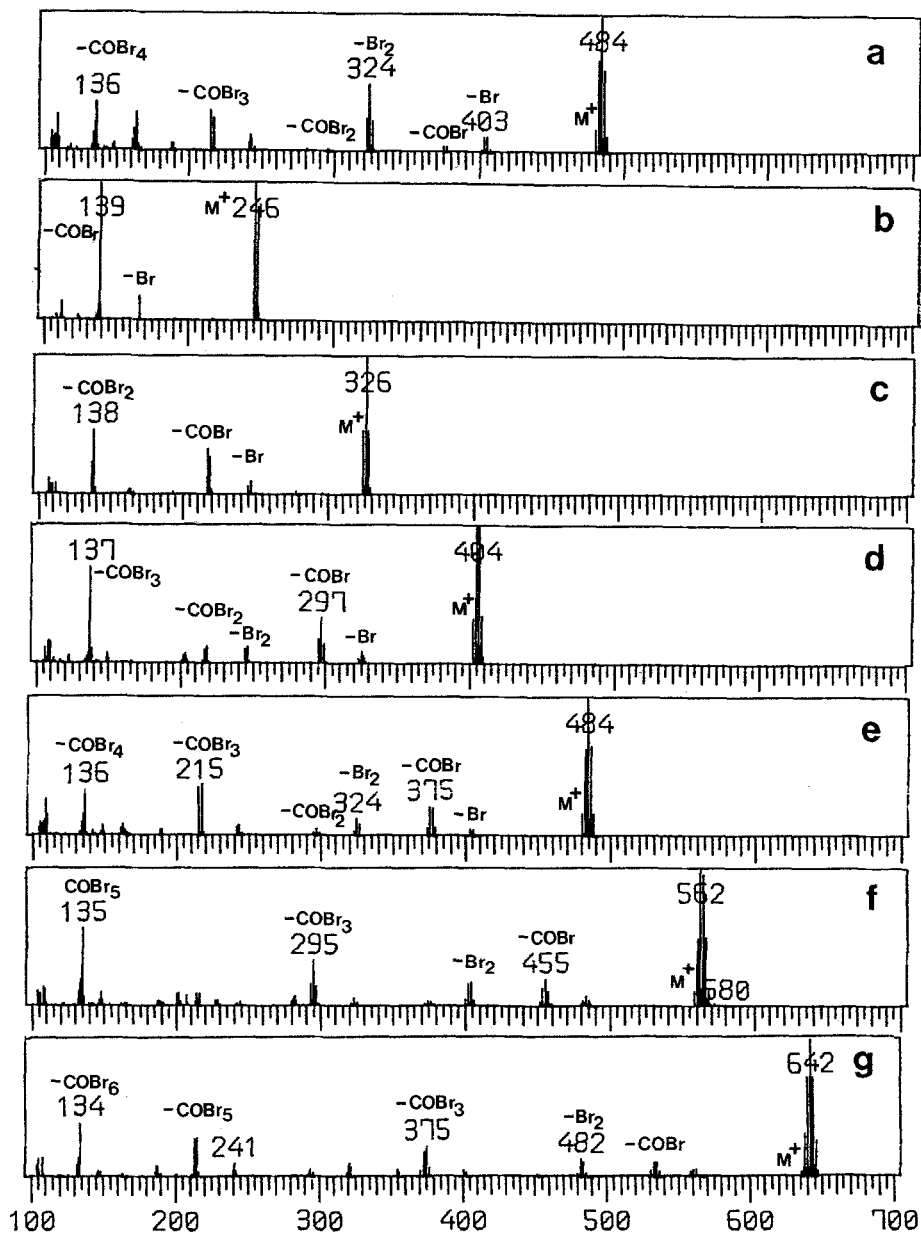 -COBr4
136
-COBr3
-COBr2
-Br2
324
-COBr
-Br
403
M+
484
a
-COBr
139
-Br
M+ 246
b
-COBr2
138
-COBr
-Br
M+
326
c
137
-COBr3
-COBr2
-Br2
-COBr
297
-Br
M+
404
d
-COBr4
136
-COBr3
215
-COBr2
-Br2
324
-COBr
375
-Br
M+
484
e
COBr5
135
-COBr3
295
-Br2
-COBr
455
M+
562
580
f
-COBr6
134
-COBr5
241
-COBr3
375
-Br2
482
-COBr
M+
642
g
100 200 300 400 500 600 700